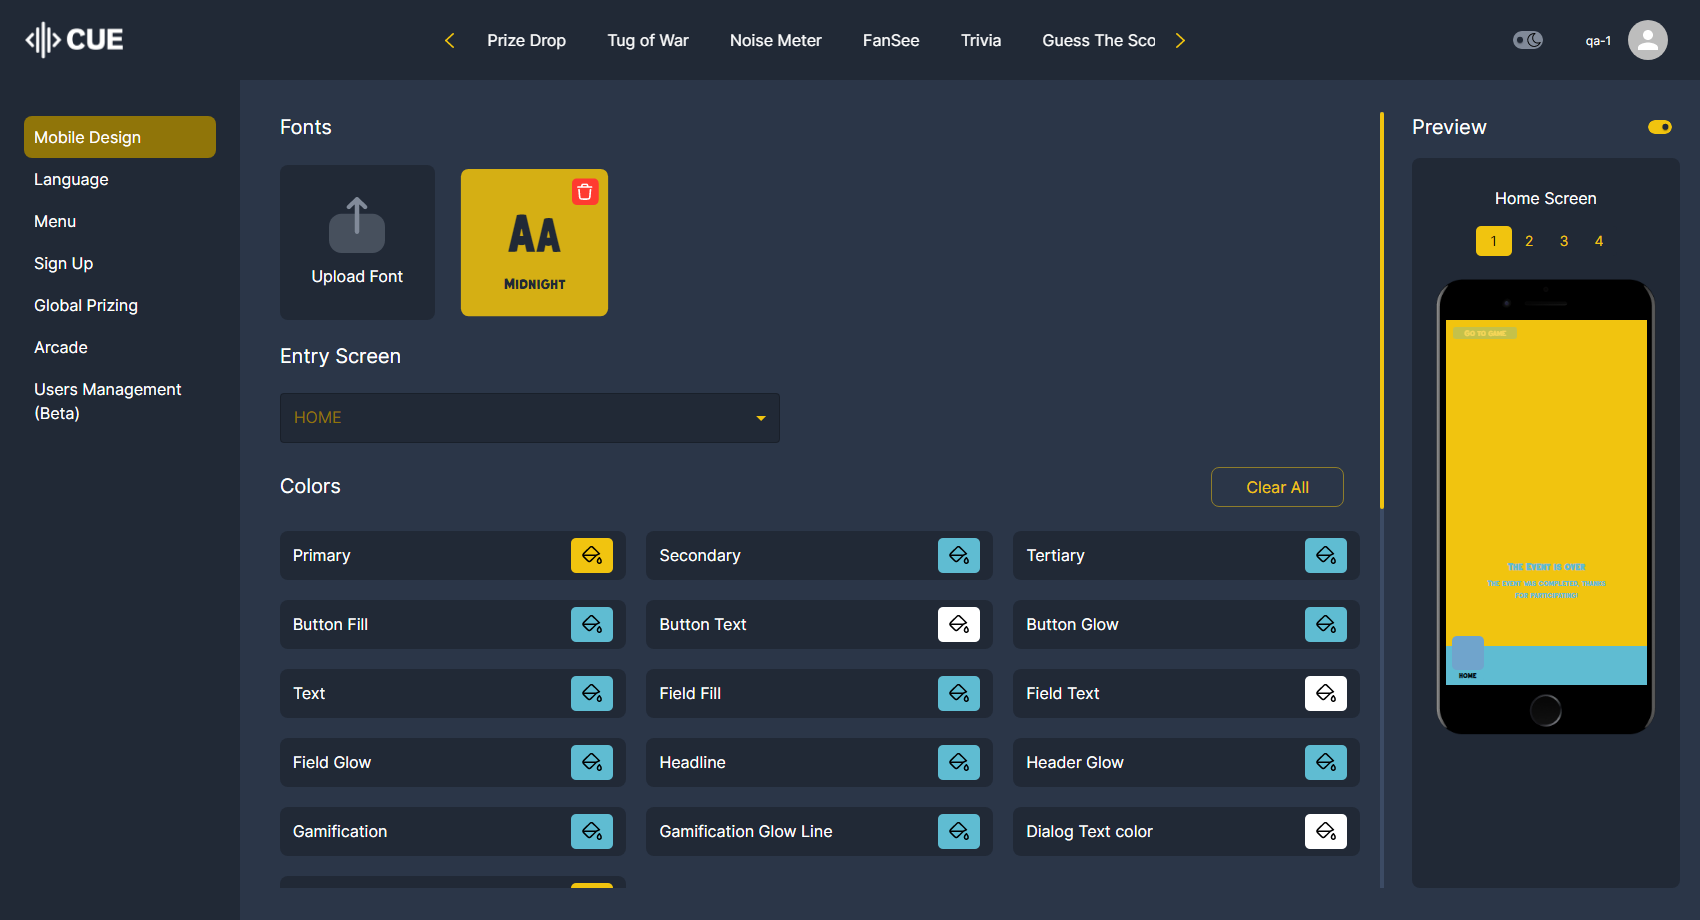 CUE
Prize Drop
Tug of War
Noise Meter
FanSee
Trivia
Guess The Sco
qa-1
Mobile Design
Language
Menu
Sign Up
Global Prizing
Arcade
Users Management
(Beta)
Fonts
Upload Font
AA
MIDNIGHT
Entry Screen
HOME
Colors
Clear All
Primary
Secondary
Tertiary
Button Fill
Button Text
Button Glow
Text
Field Fill
Field Text
Field Glow
Headline
Header Glow
Gamification
Gamification Glow Line
Dialog Text color
Preview
Home Screen
1 2 3 4
GO TO GAME
THE EVENT IS OVER
THE EVENT WAS COMPLETED. THANKS
FOR PARTICIPATING!
HOME